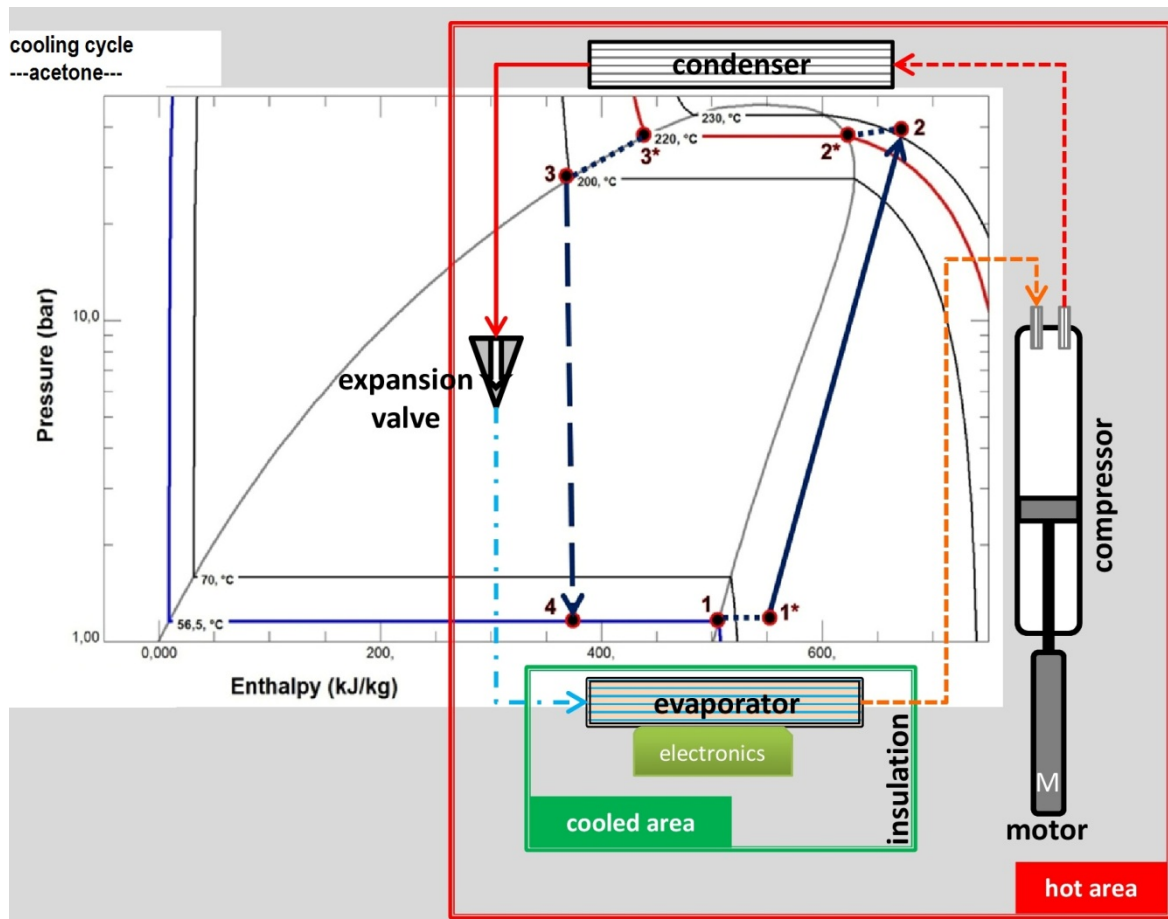 cooling cycle
---acetone---
condenser
230, °C
220, °C
2*
2
3*
3
200, °C
Pressure (bar)
10,0
expansion
valve
compressor
70, °C
4
1
1*
56,5, °C
1,00
0,000 200, 400, 600,
Enthalpy (kJ/kg)
evaporator
electronics
insulation
M
cooled area
motor
hot area